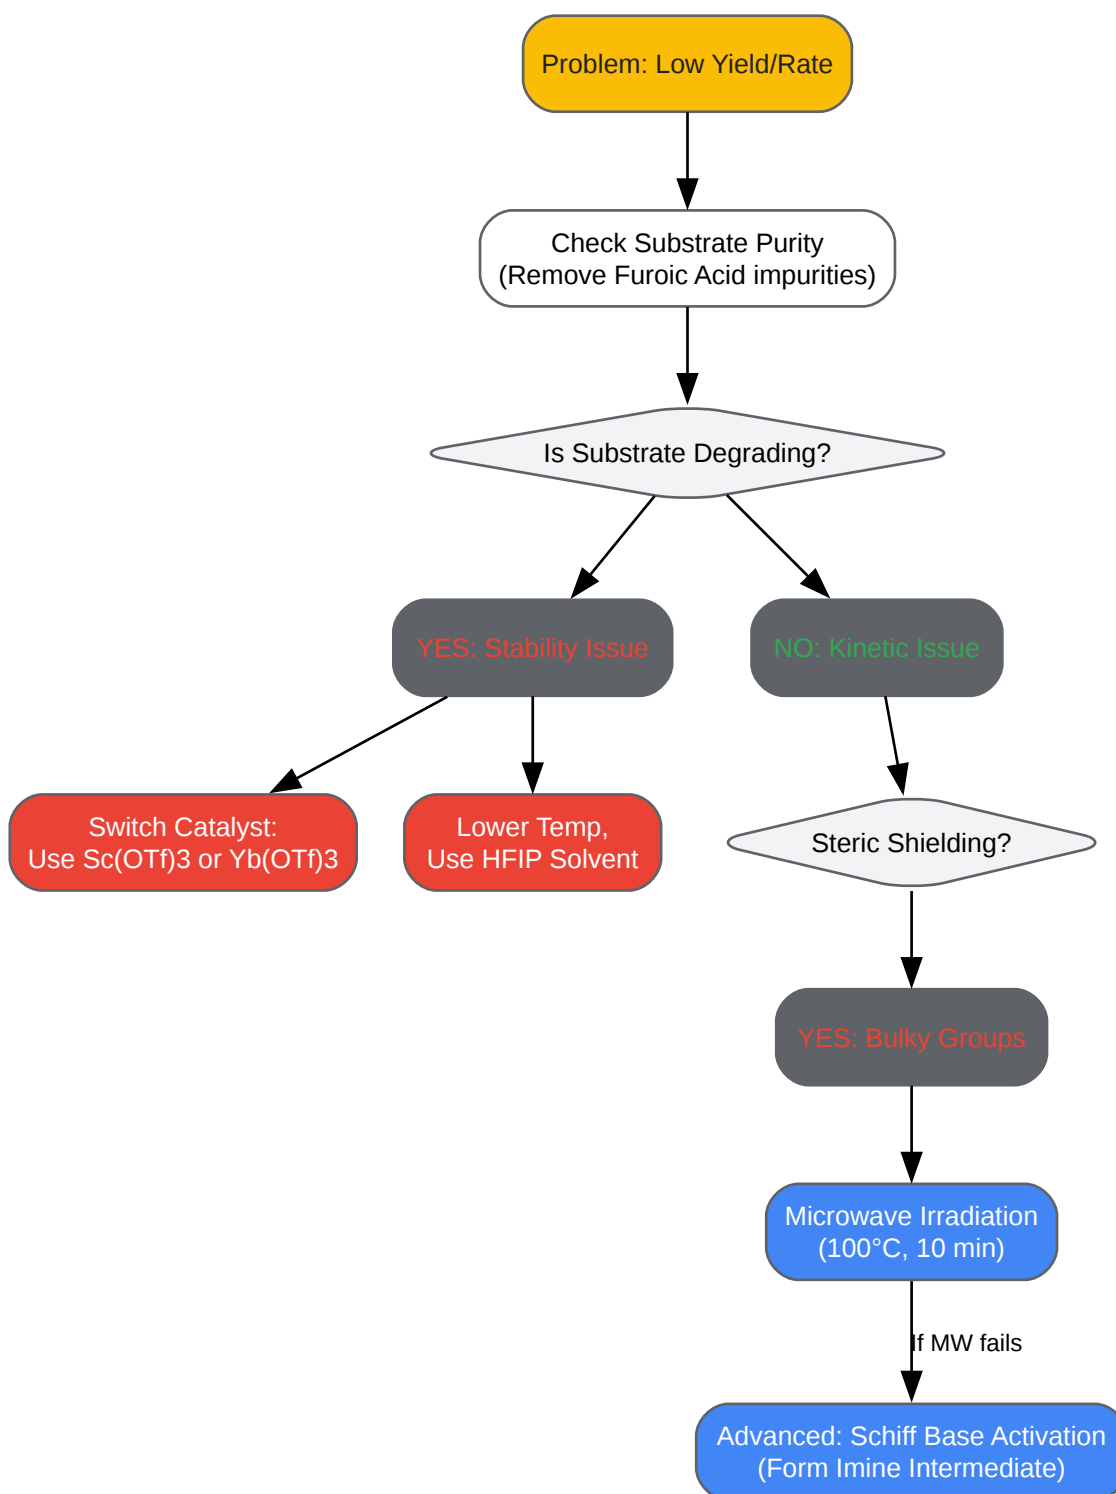 Problem: Low Yield/Rate
Check Substrate Purity
(Remove Furoic Acid impurities)
Is Substrate Degrading?
YES: Stability Issue
NO: Kinetic Issue
Switch Catalyst:
Use Sc(OTf)3 or Yb(OTf)3
Lower Temp,
Use HFIP Solvent
Steric Shielding?
YES: Bulky Groups
Microwave Irradiation
(100°C, 10 min)
If MW fails
Advanced: Schiff Base Activation
(Form Imine Intermediate)